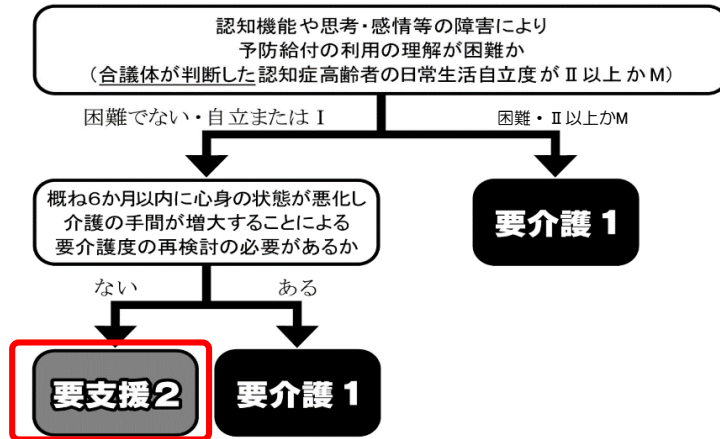 認知機能や思考・感情等の障害により
予防給付の利用の理解が困難か
（合議体が判断した認知症高齢者の日常生活自立度がⅡ以上かM）
困難でない・自立またはⅠ
困難・Ⅱ以上かM
概ね６か月以内に心身の状態が悪化し
介護の手間が増大することによる
要介護度の再検討の必要があるか
要介護１
ない
ある
要支援２
要介護１